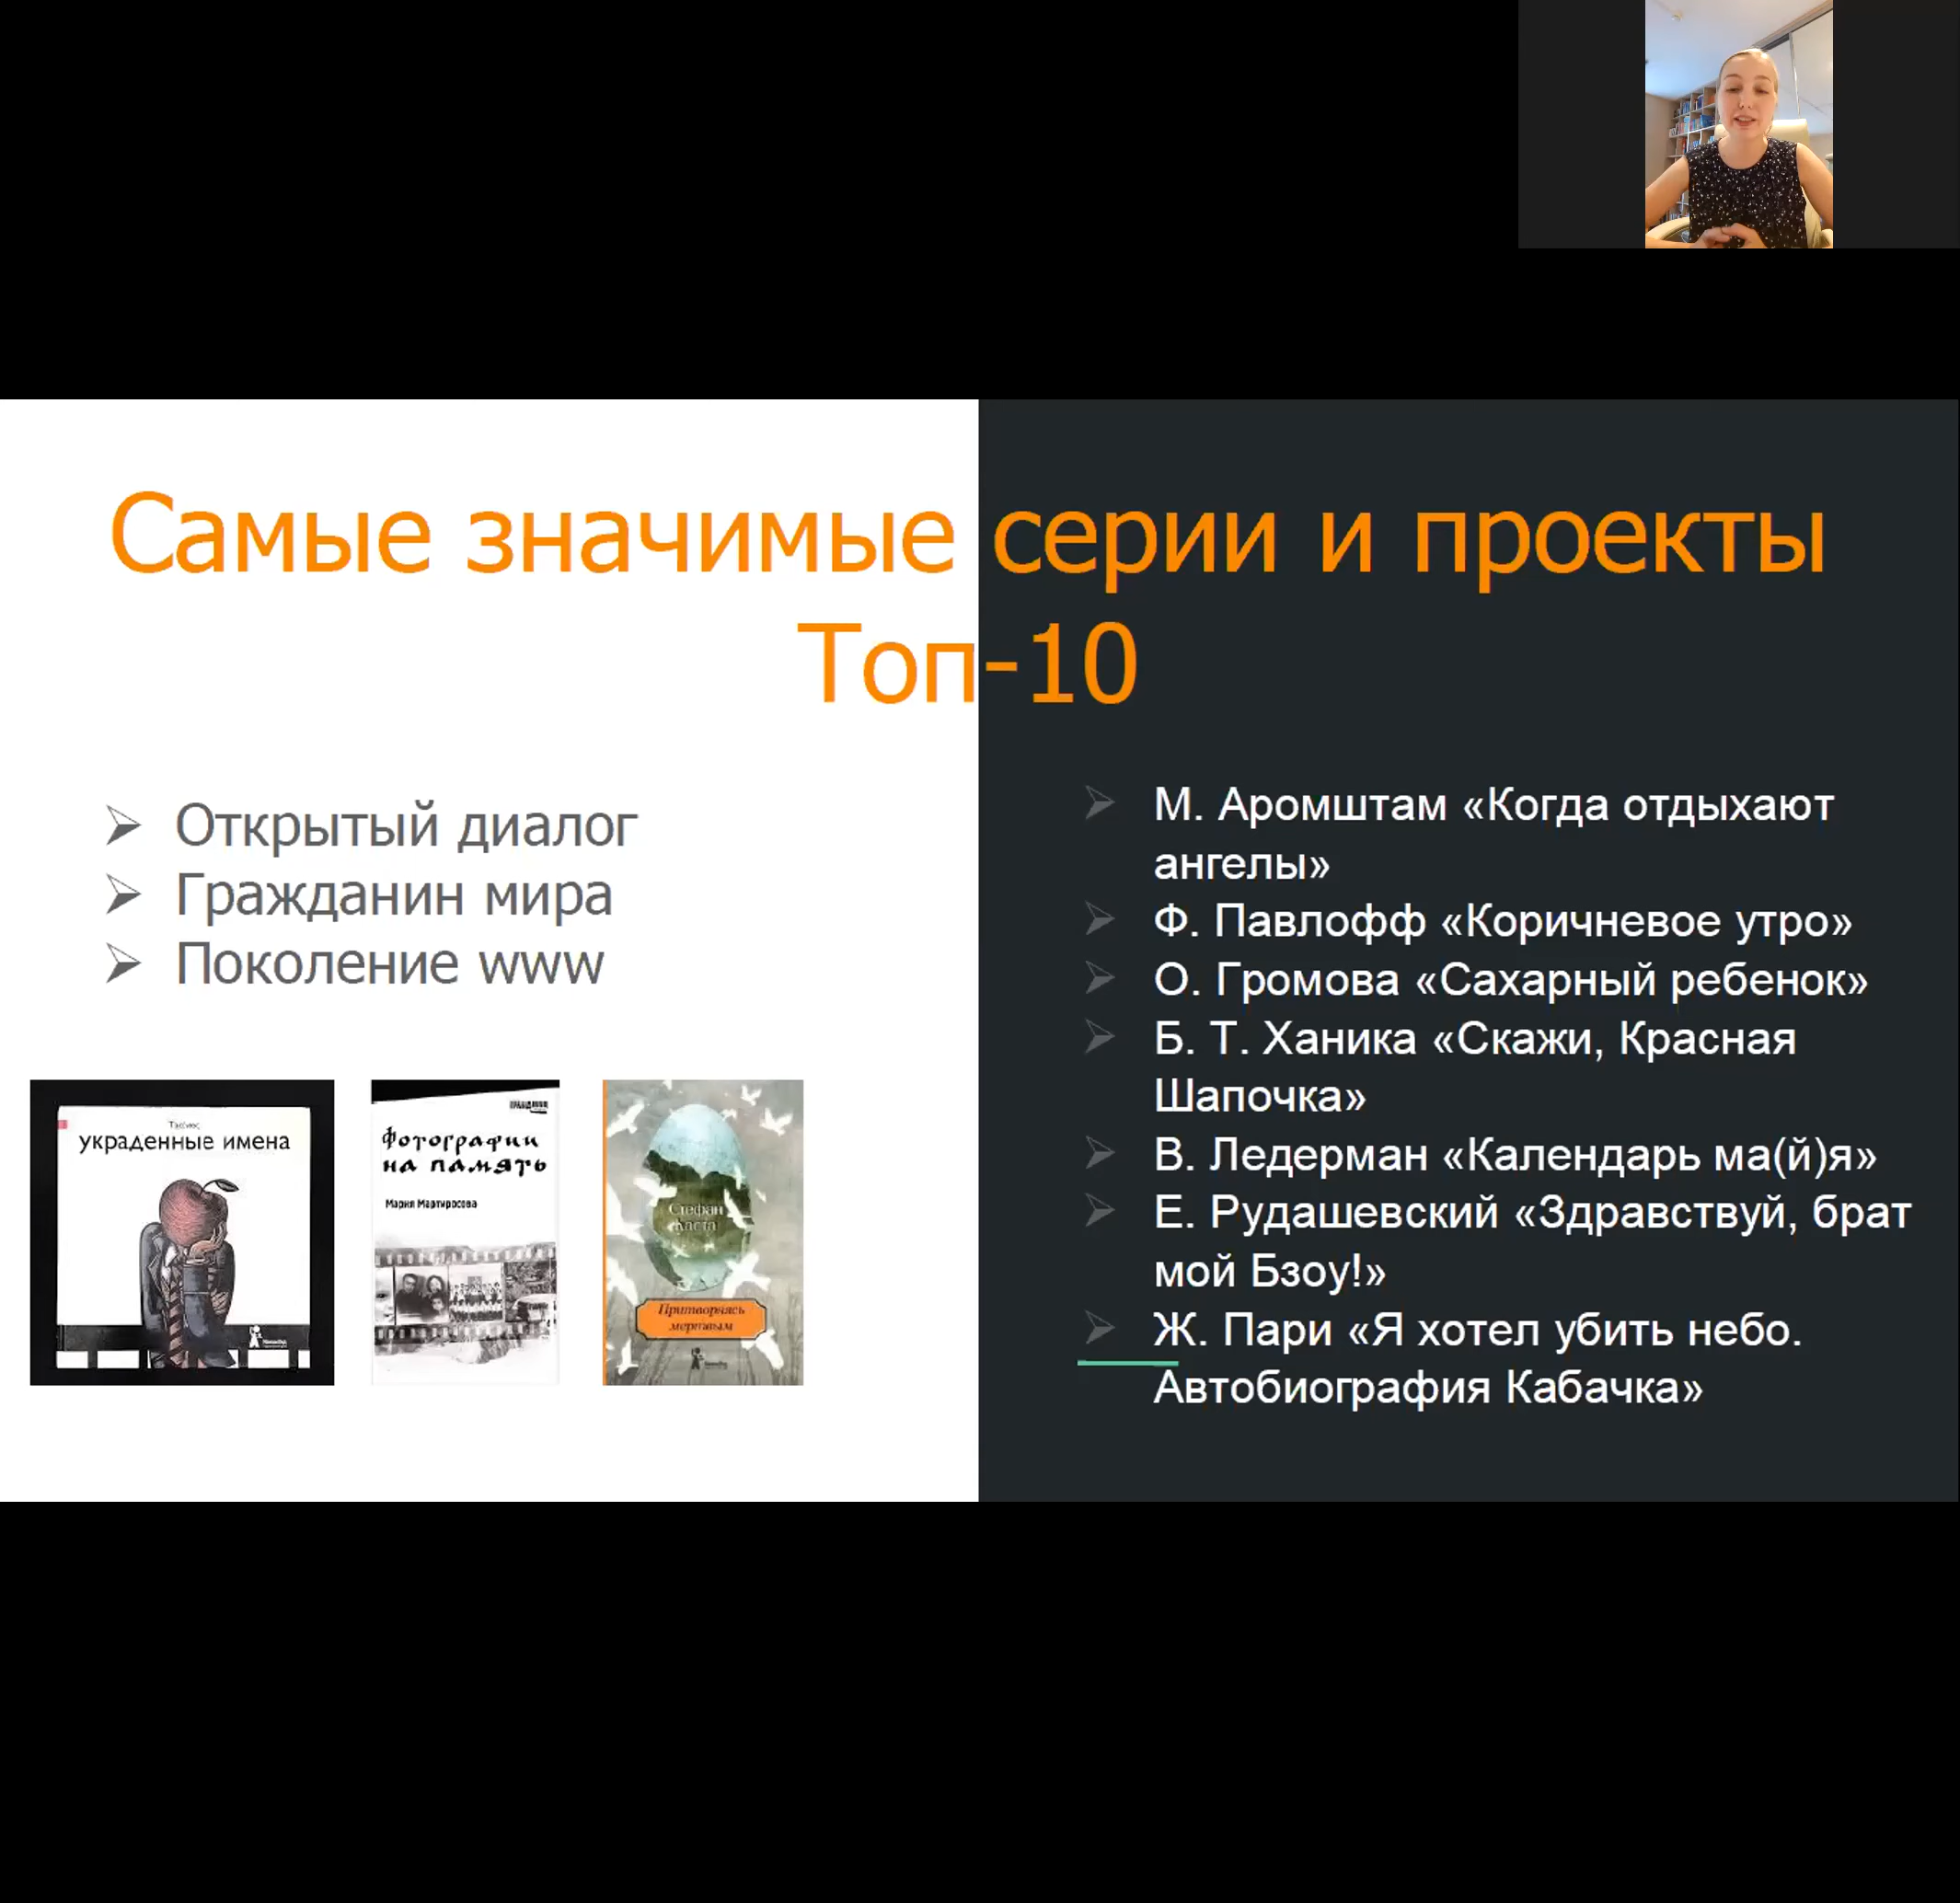 Самые значимые серии и проекты
Топ-10
Открытый диалог
Гражданин мира
Поколение www
Тассиес
украденные имена
Фотографии
на память
Мария Мартиросова
Стефан
Каста
Притворяясь
мертвым
М. Аромштам «Когда отдыхают
ангелы»
Ф. Павлофф «Коричневое утро»
О. Громова «Сахарный ребенок»
Б. Т. Ханика «Скажи, Красная
Шапочка»
В. Ледерман «Календарь ма(й)я»
Е. Рудашевский «Здравствуй, брат
мой Бзоу!»
Ж. Пари «Я хотел убить небо.
Автобиография Кабачка»